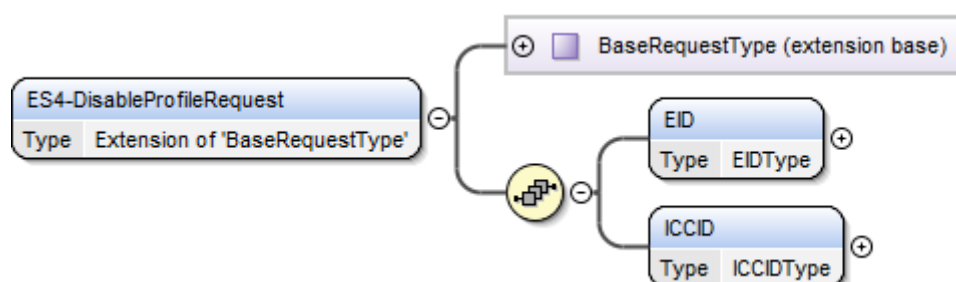 BaseRequestType (extension base)
ES4-DisableProfileRequest
Type Extension of 'BaseRequestType'
EID
Type EIDType
ICCID
Type ICCIDType